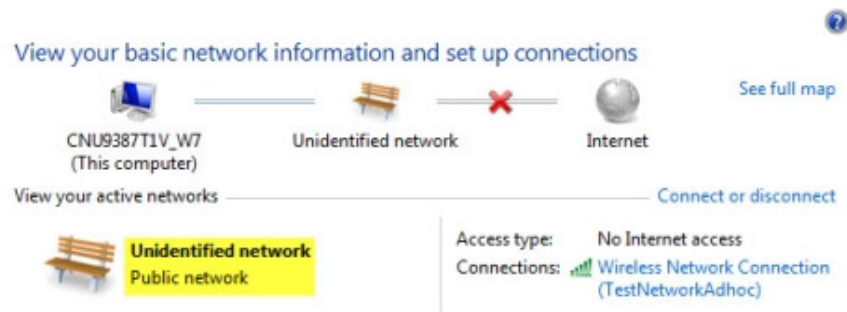 View your basic network information and set up connections
See full map
CNU9387T1V_W7
(This computer)
Unidentified network
Internet
View your active networks
Connect or disconnect
Unidentified network
Public network
Access type: No Internet access
Connections: Wireless Network Connection
(TestNetworkAdhoc)